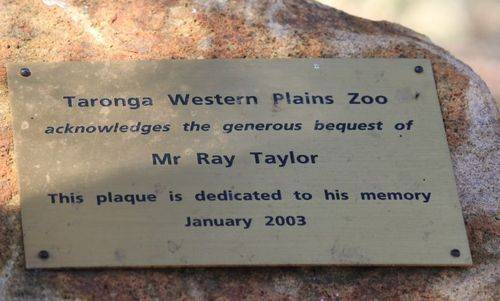 Taronga Western Plains Zoo
acknowledges the generous bequest of
Mr Ray Taylor
This plaque is dedicated to his memory
January 2003